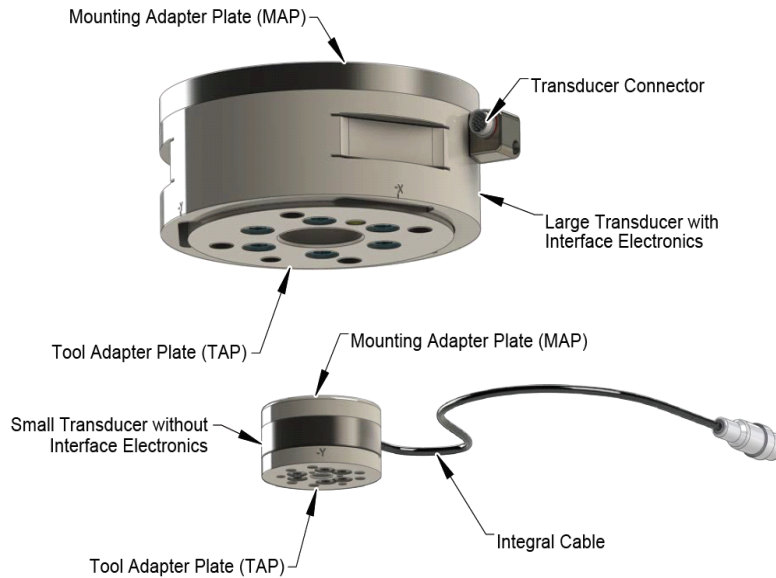 Mounting Adapter Plate (MAP)
Transducer Connector
-X
-Y
Large Transducer with
Interface Electronics
Tool Adapter Plate (TAP)
Mounting Adapter Plate (MAP)
Small Transducer without
Interface Electronics
-Y
Integral Cable
Tool Adapter Plate (TAP)